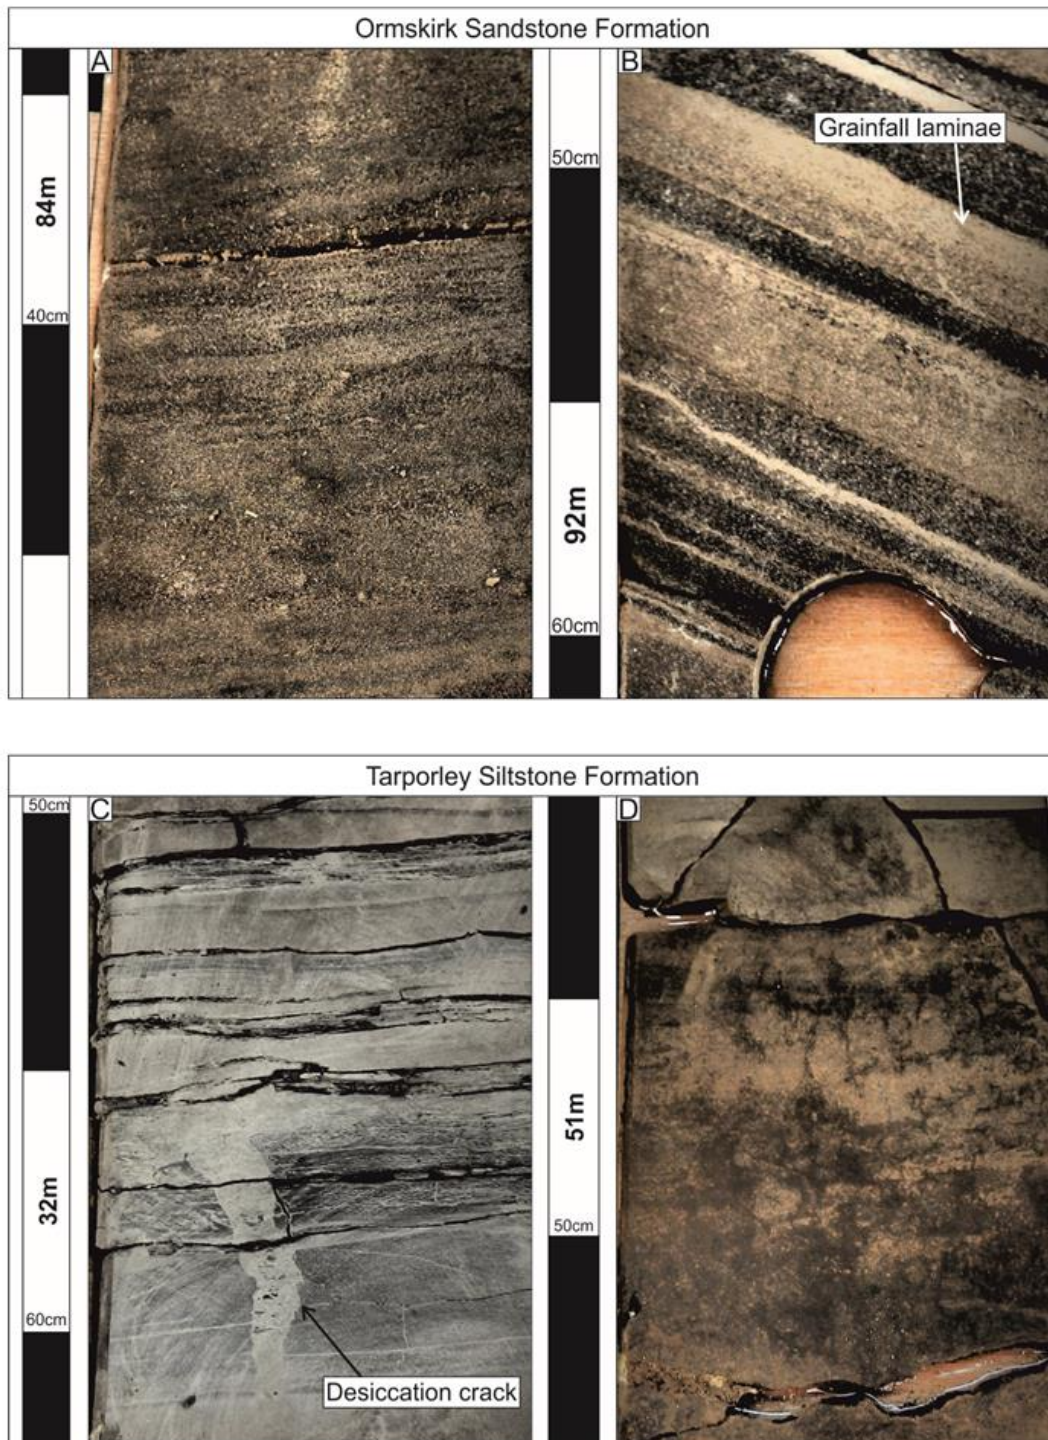 Ormskirk Sandstone Formation
A
84m
40cm
B
Grainfall laminae
50cm
92m
60cm
Tarporley Siltstone Formation
50cm
C
32m
60cm
Desiccation crack
D
51m
50cm